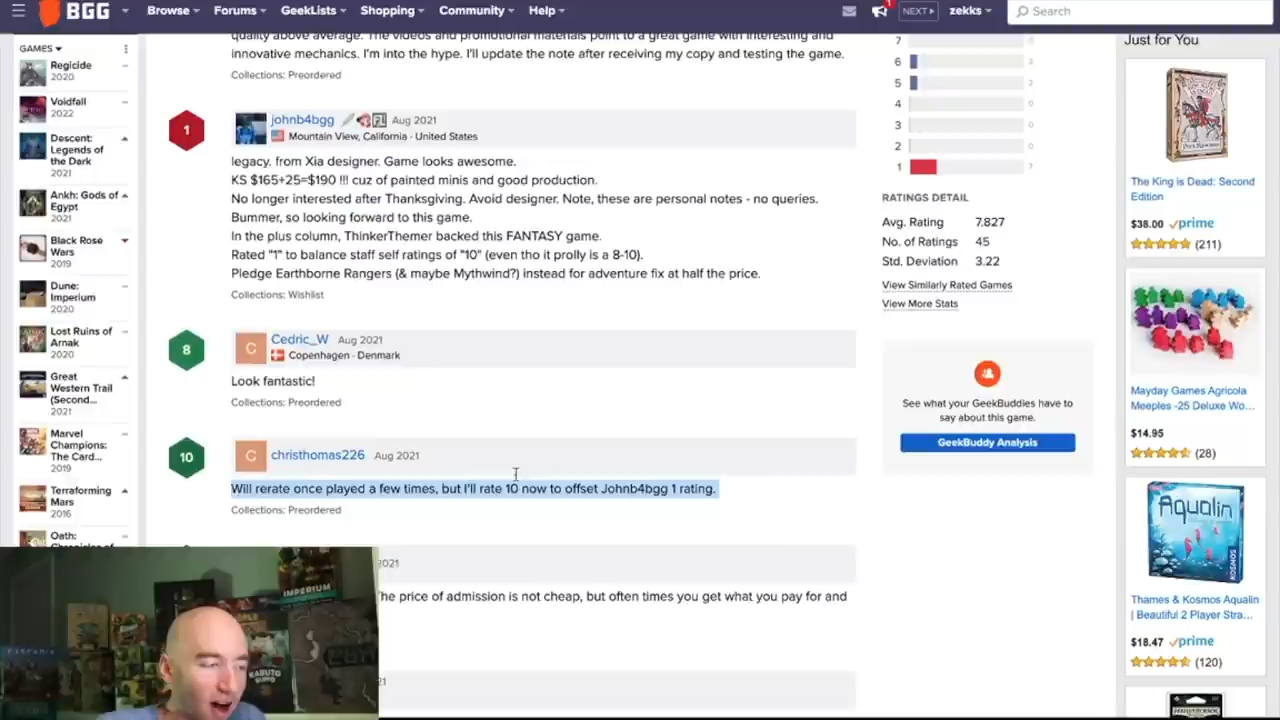 BGG
Browse
Forums
GeekLists
Shopping
Community
Help
1
NEXT
zekks
Search
GAMES
Regicide
2020
Voidfall
2022
Descent:
Legends of
the Dark
2021
Ankh: Gods of
Egypt
2021
Black Rose
Wars
2019
Dune:
Imperium
2020
Lost Ruins of
Arnak
2020
Great
Western Trail
(Second...
2021
Marvel
Champions:
The Card...
2019
Terraforming
Mars
2016
Oath:
quality above average. The videos and promotional materials point to a great game with interesting and
innovative mechanics. I'm into the hype. I'll update the note after receiving my copy and testing the game.
Collections: Preordered
1
johnb4bgg Aug 2021
Mountain View, California - United States
legacy. from Xia designer. Game looks awesome.
KS $165+25=$190 !!! cuz of painted minis and good production.
No longer interested after Thanksgiving. Avoid designer. Note, these are personal notes - no queries.
Bummer, so looking forward to this game.
In the plus column, ThinkerThemer backed this FANTASY game.
Rated "1" to balance staff self ratings of "10" (even tho it prolly is a 8-10).
Pledge Earthborne Rangers (& maybe Mythwind?) instead for adventure fix at half the price.
Collections: Wishlist
8
C
Cedric_W Aug 2021
Copenhagen - Denmark
Look fantastic!
Collections: Preordered
10
C
christhomas226 Aug 2021
Will rerate once played a few times, but I'll rate 10 now to offset Johnb4bgg 1 rating.
Collections: Preordered
2021
he price of admission is not cheap, but often times you get what you pay for and
21
IMPERIUM
KABUTO
SUMO
7
6
5
4
3
2
1
RATINGS DETAIL
Avg. Rating 7.827
No. of Ratings 45
Std. Deviation 3.22
View Similarly Rated Games
View More Stats
See what your GeekBuddies have to
say about this game.
GeekBuddy Analysis
Just for You
The King is Dead: Second
Edition
$38.00 prime
(211)
Mayday Games Agricola
Meeples -25 Deluxe Wo...
$14.95
(28)
Aqualin
KOSMOS
Thames & Kosmos Aqualin
| Beautiful 2 Player Stra...
$18.47 prime
(120)